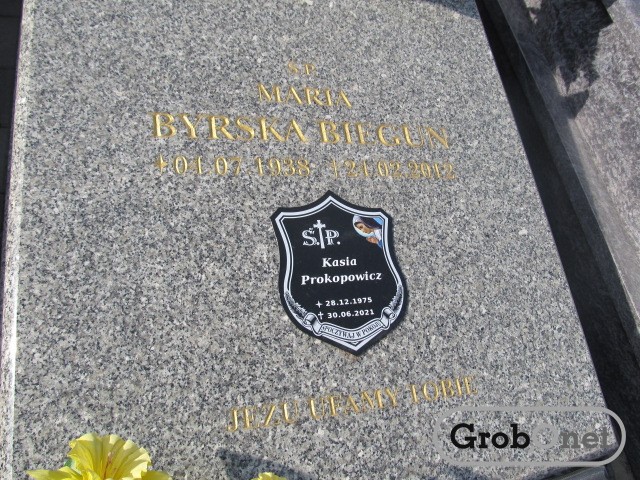 Ś.P.
MARIA
BYRSKA BIEGUN
+04.07.1938 †21.02.2012
Ś.P.
Kasia
Prokopowicz
+ 28.12.1975
† 30.06.2021
SPOCZYWAJ W POKOJU
JEZU UFAMY TOBIE
Grob net